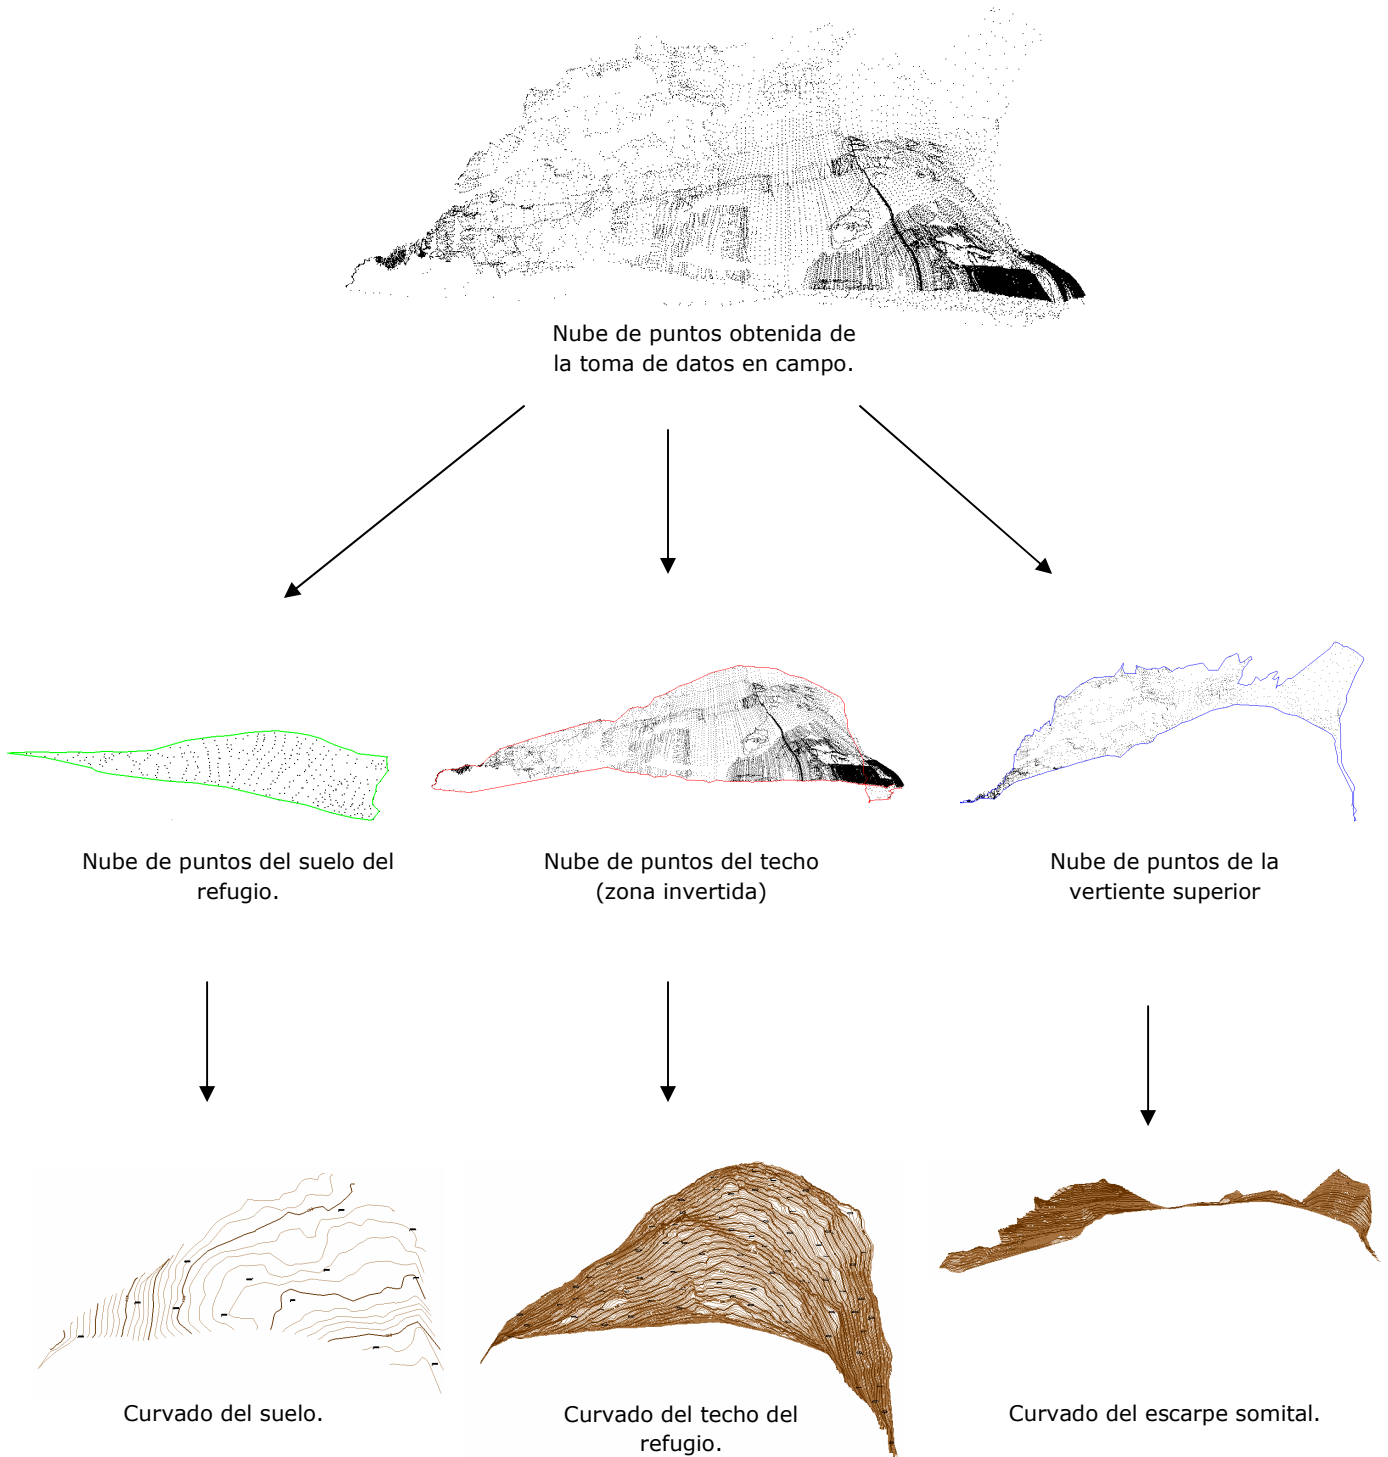 Nube de puntos obtenida de
la toma de datos en campo.
Nube de puntos del suelo del
refugio.
Nube de puntos del techo
(zona invertida)
Nube de puntos de la
vertiente superior
Curvado del suelo.
Curvado del techo del
refugio.
Curvado del escarpe somital.